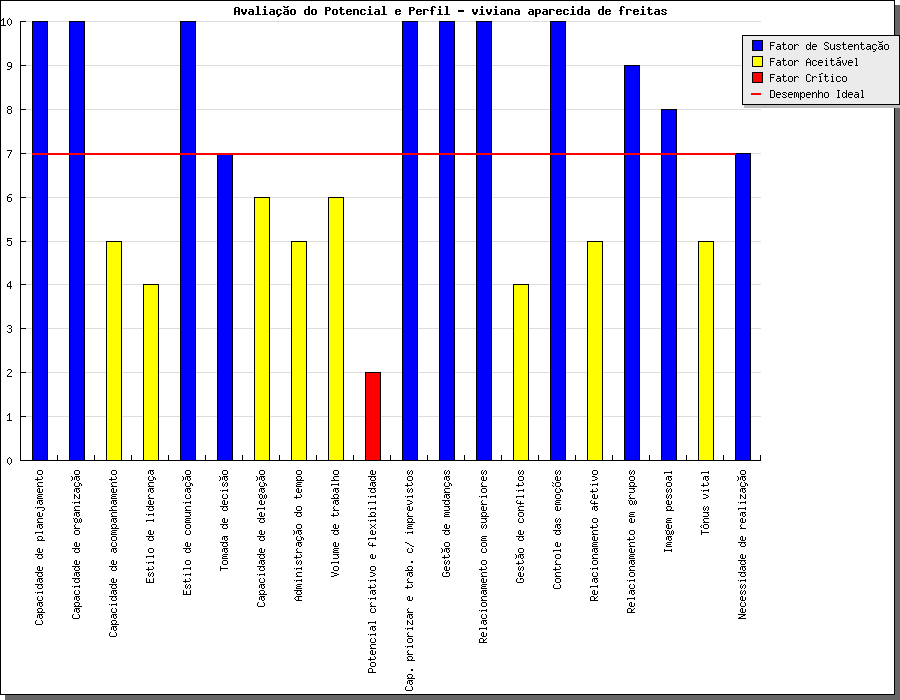 Avaliação do Potencial e Perfil - viviana aparecida de freitas
10
9
8
7
6
5
4
3
2
1
0
Fator de Sustentação
Fator Aceitável
Fator Crítico
Desempenho Ideal
Capacidade de planejamento
Capacidade de organização
Capacidade de acompanhamento
Estilo de liderança
Estilo de comunicação
Tomada de decisão
Capacidade de delegação
Administração do tempo
Volume de trabalho
Potencial criativo e flexibilidade
Cap. priorizar e trab. c/ imprevistos
Gestão de mudanças
Relacionamento com superiores
Gestão de conflitos
Controle das emoções
Relacionamento afetivo
Relacionamento em grupos
Imagem pessoal
Tônus vital
Necessidade de realização